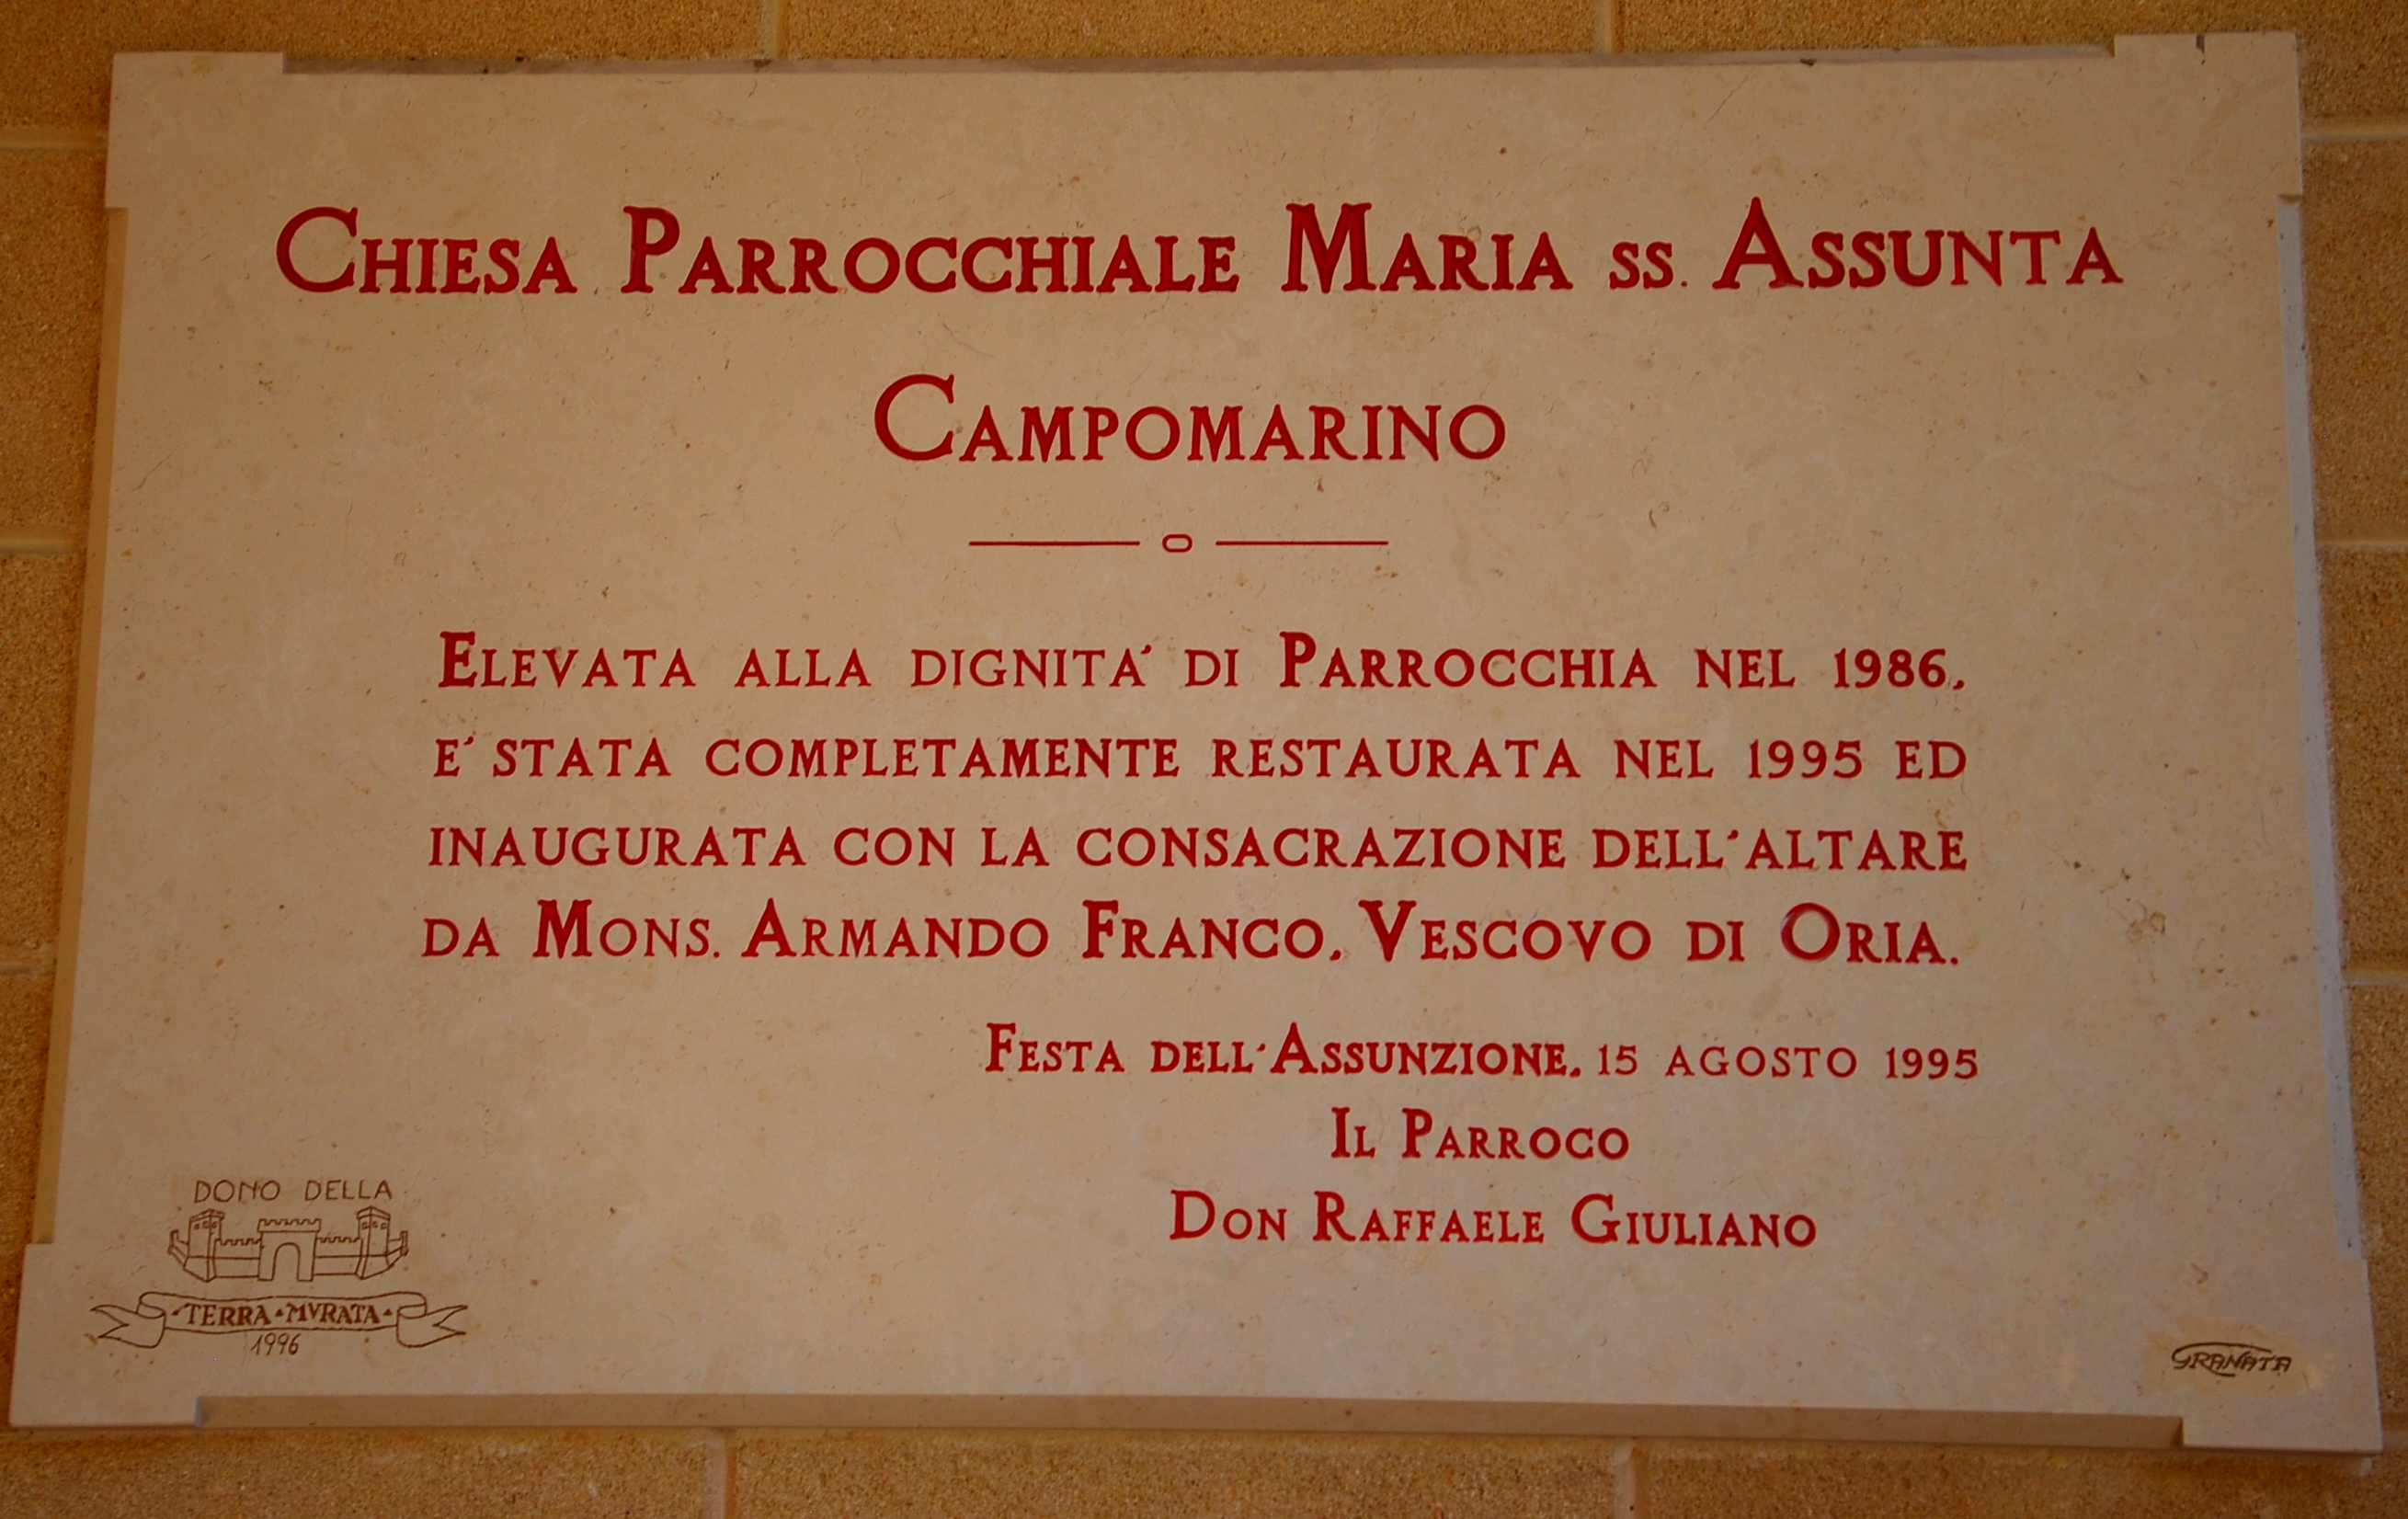 Chiesa Parrocchiale Maria ss. Assunta
Campomarino
Elevata alla dignita' di Parrocchia nel 1986,
e' stata completamente restaurata nel 1995 ed
inaugurata con la consacrazione dell'altare
da Mons. Armando Franco, Vescovo di Oria.
Festa dell'Assunzione, 15 agosto 1995
Il Parroco
Don Raffaele Giuliano
DONO DELLA
TERRA MVRATA
1996
GRANATA